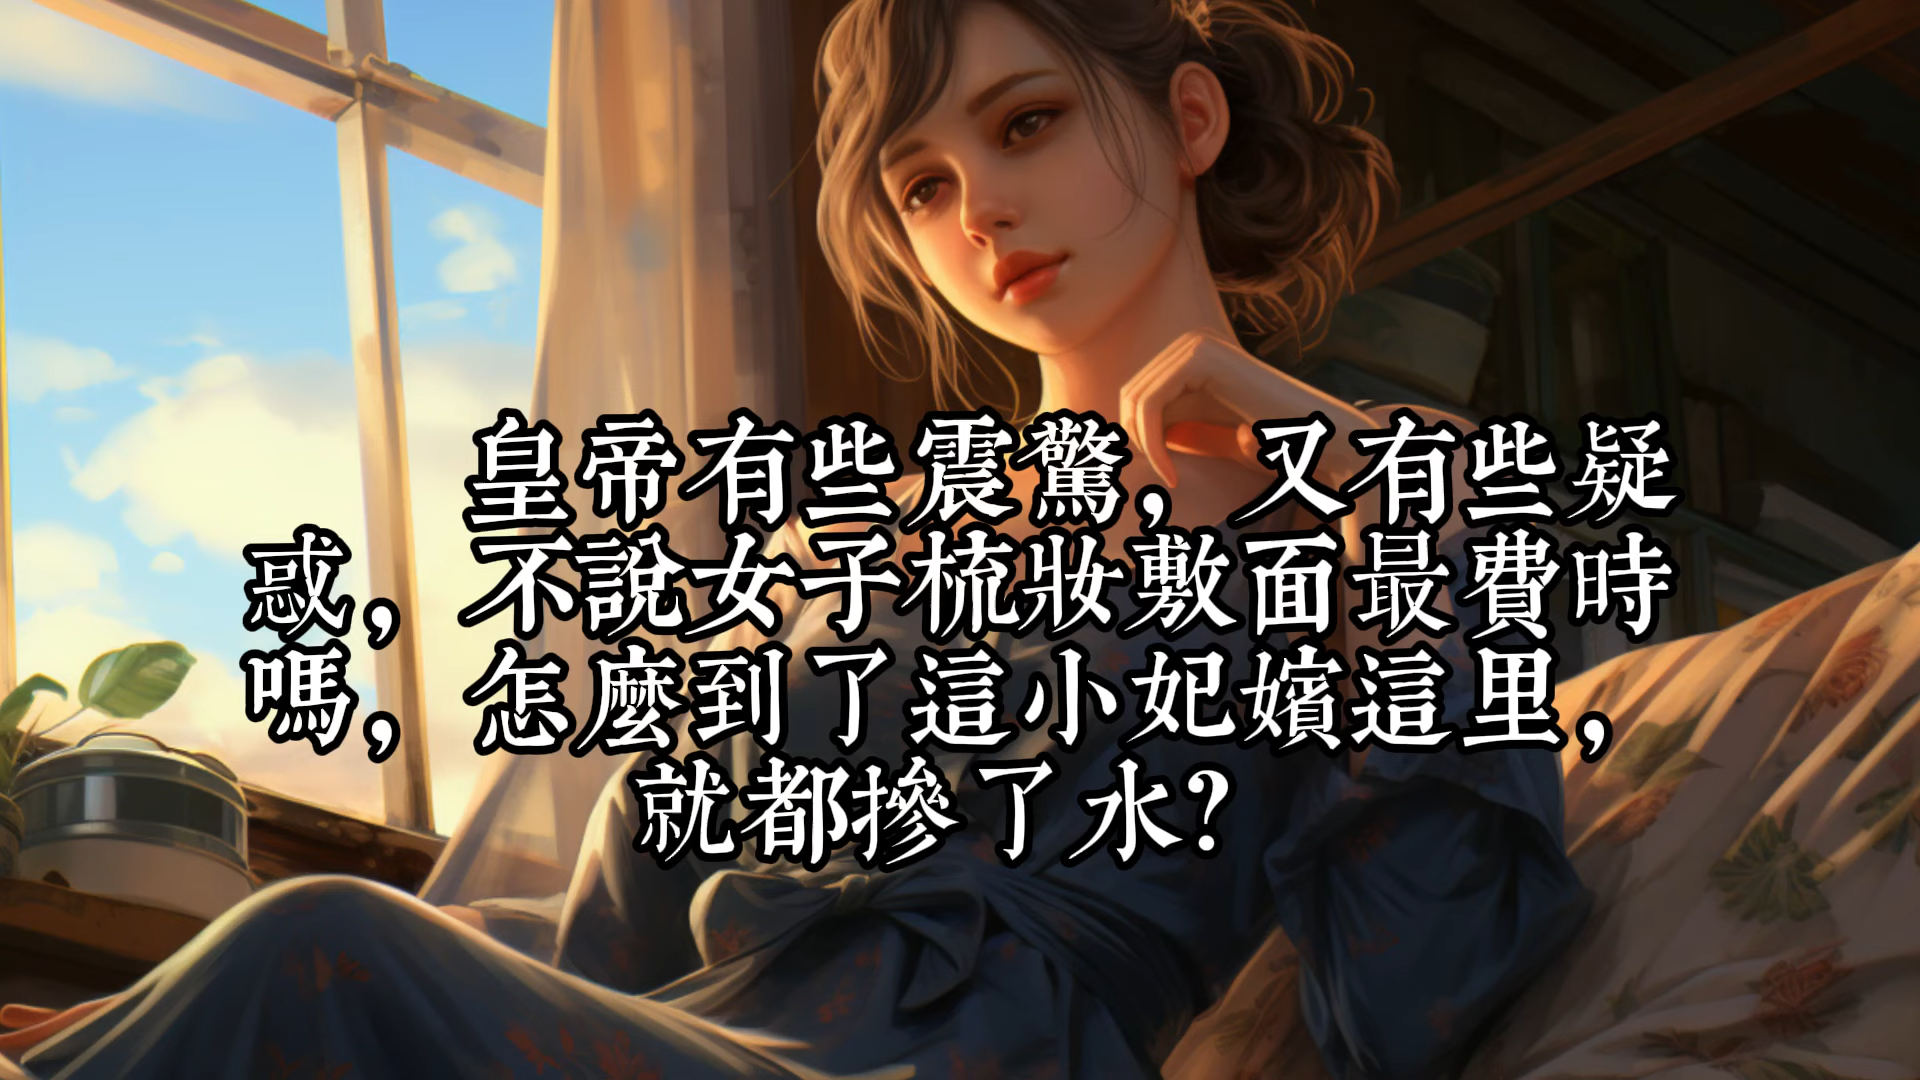 皇帝有些震驚，又有些疑
惑，不說女子梳妝敷面最費時
嗎，怎麼到了這小妃嬪這里，
就都摻了水？